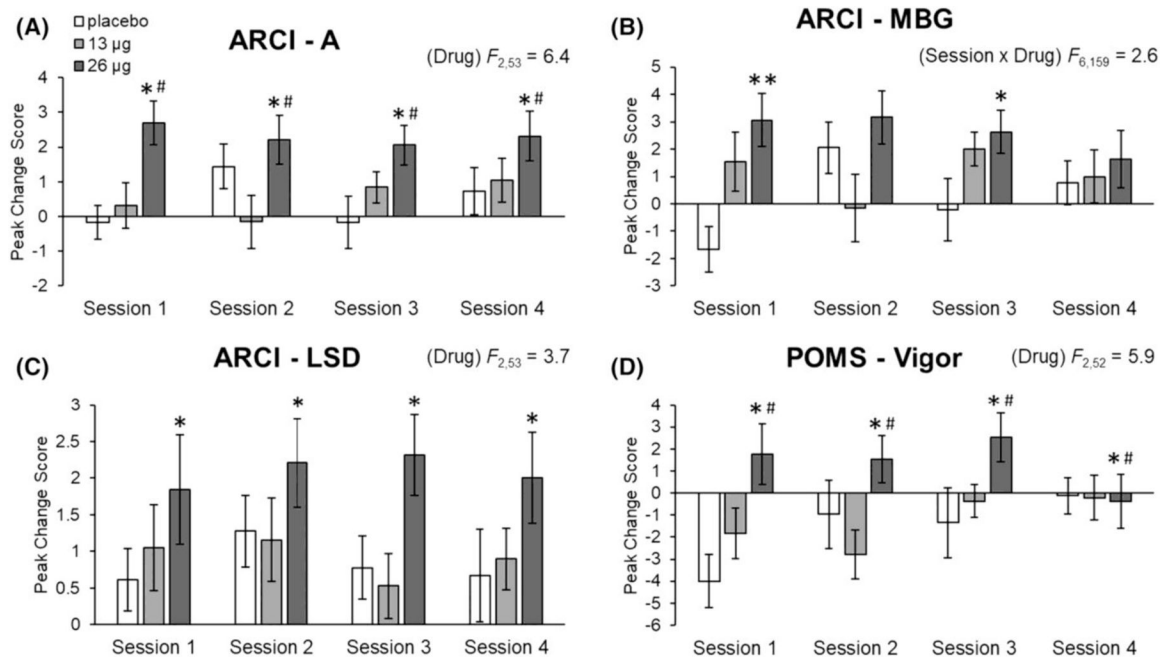 (A)
placebo
13 µg
26 µg
ARCI - A
(Drug) F2,53 = 6.4
Peak Change Score
4
3
2
1
0
-1
-2
*#
*#
*#
*#
Session 1 Session 2 Session 3 Session 4
(B)
ARCI - MBG
(Session x Drug) F6,159 = 2.6
Peak Change Score
5
4
3
2
1
0
-1
-2
-3
**
*
Session 1 Session 2 Session 3 Session 4
(C)
ARCI - LSD
(Drug) F2,53 = 3.7
Peak Change Score
3
2.5
2
1.5
1
0.5
0
*
*
*
*
Session 1 Session 2 Session 3 Session 4
(D)
POMS - Vigor
(Drug) F2,52 = 5.9
Peak Change Score
4
3
2
1
0
-1
-2
-3
-4
-5
-6
*#
*#
*#
*#
Session 1 Session 2 Session 3 Session 4